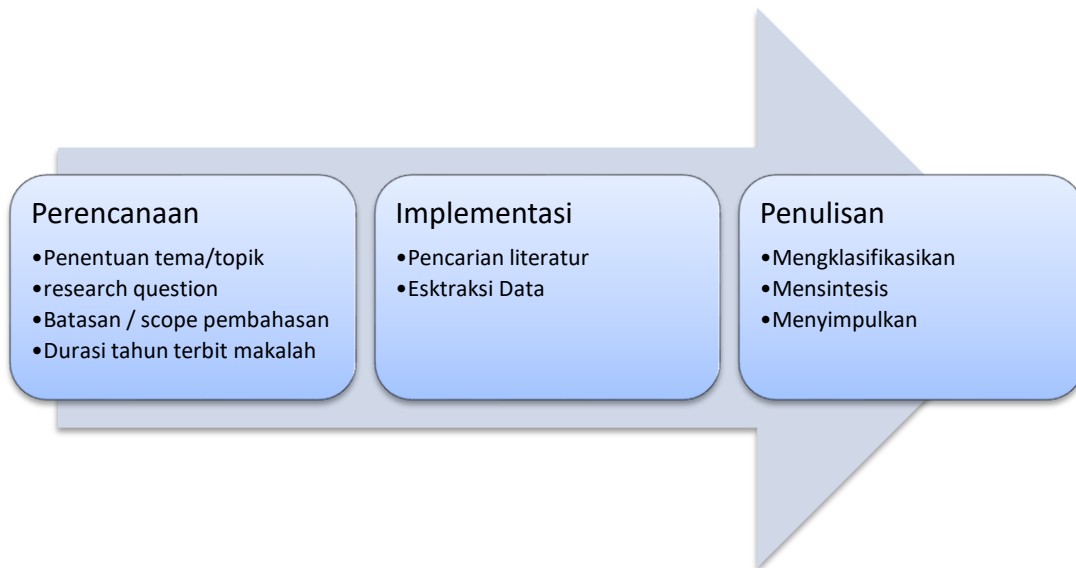 Perencanaan
•Penentuan tema/topik
•research question
•Batasan / scope pembahasan
•Durasi tahun terbit makalah
Implementasi
•Pencarian literatur
•Esktraksi Data
Penulisan
•Mengklasifikasikan
•Mensintesis
•Menyimpulkan